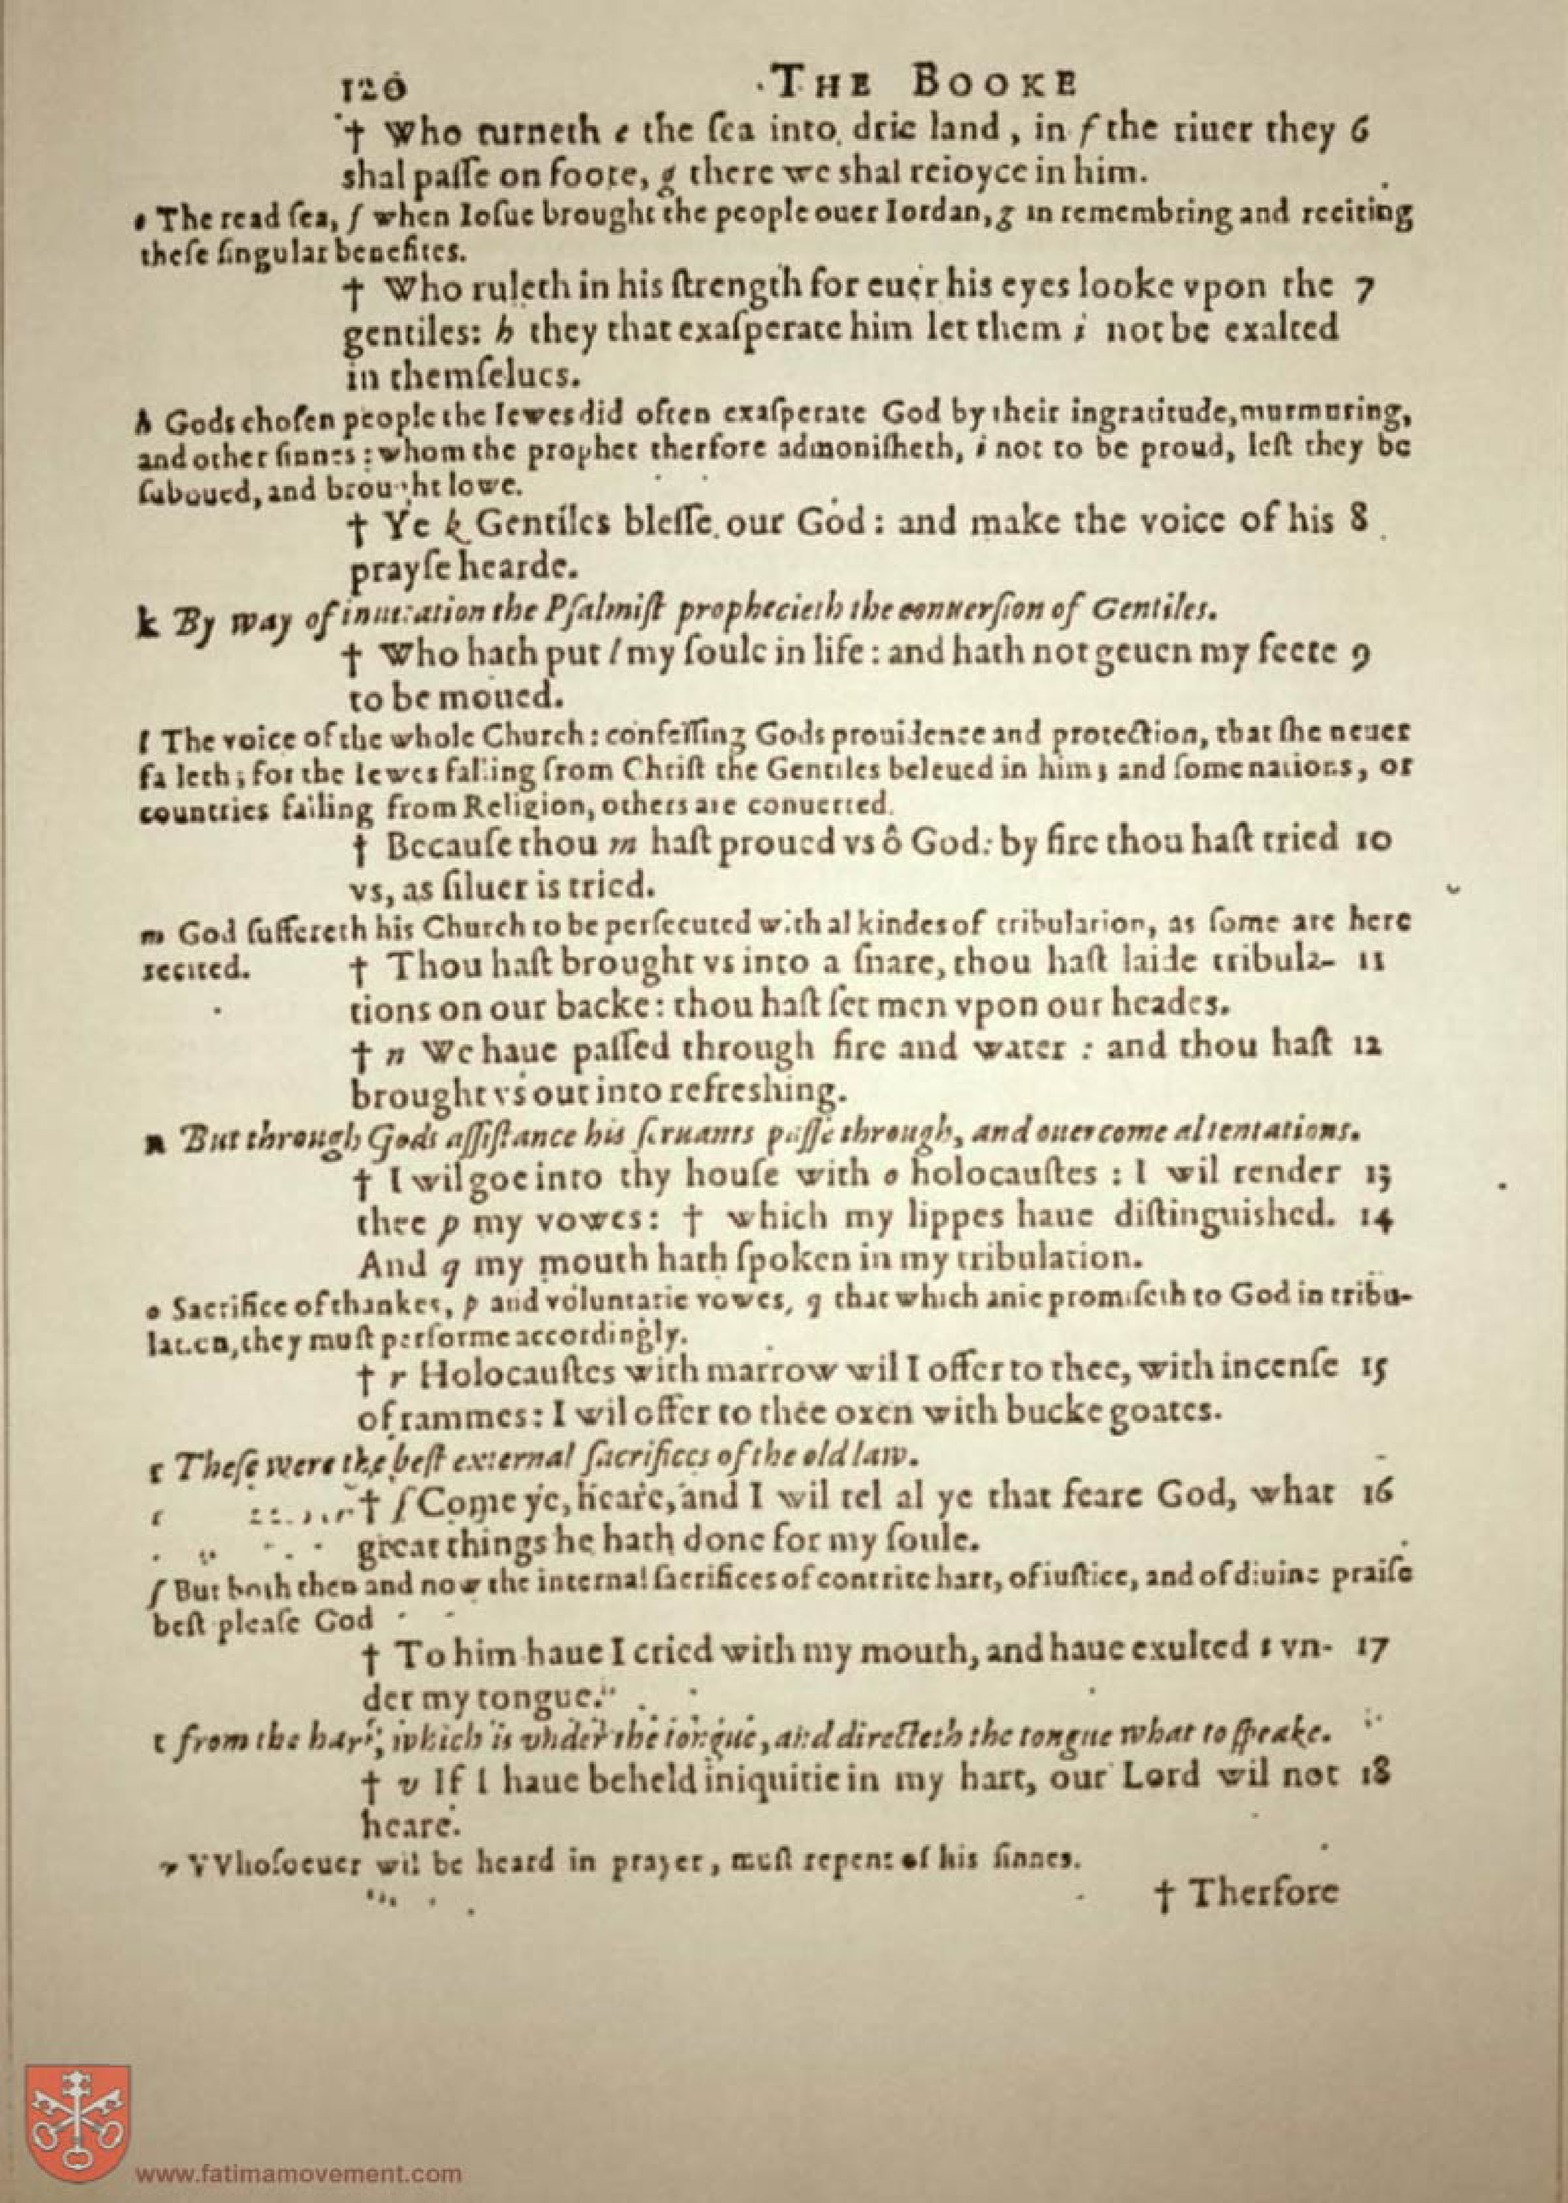 120 THE BOOKE
† Who turneth e the ſea into drie land, in f the riuer they 6
shal paſſe on foote, g there we shal reioyce in him.
e The read ſea, f when Ioſue brought the people ouer Iordan, g in remembring and reciting
theſe ſingular benefites.
† Who ruleth in his ſtrength for euer his eyes looke vpon the 7
gentiles: h they that exaſperate him let them i not be exalted
in themſelues.
h Gods choſen people the Iewes did often exaſperate God by their ingratitude, murmuring,
and other ſinnes: whom the prophet therfore admoniſheth, i not to be proud, leſt they be
ſubdued, and brought lowe.
† Ye k Gentiles bleſſe our God: and make the voice of his 8
prayſe hearde.
k By way of inuitation the Pſalmiſt prophecieth the conuerſion of Gentiles.
† Who hath put l my ſoule in life: and hath not geuen my feete 9
to be moued.
l The voice of the whole Church: confeſſing Gods prouidence and protection, that ſhe neuer
faileth; for the Iewes falling from Chriſt the Gentiles beleued in him; and ſome nations, or
countries failing from Religion, others are conuerted.
† Becauſe thou m haſt proued vs ô God: by fire thou haſt tried 10
vs, as ſiluer is tried.
m God ſuffereth his Church to be perſecuted with al kindes of tribulation, as ſome are here
recited. † Thou haſt brought vs into a ſnare, thou haſt laide tribula- 11
tions on our backe: thou haſt ſet men vpon our heades.
† n We haue paſſed through fire and water: and thou haſt 12
brought vs out into refreshing.
n But through Gods aſſiſtance his ſeruants paſſe through, and ouercome al tentations.
† I wil goe into thy houſe with o holocauſtes: I wil render 13
thee p my vowes: † which my lippes haue diſtinguished. 14
And q my mouth hath ſpoken in my tribulation.
o Sacrifice of thankes, p and voluntarie vowes, q that which anie promiſeth to God in tribu-
lation, they muſt performe accordingly.
† r Holocauſtes with marrow wil I offer to thee, with incenſe 15
of rammes: I wil offer to thee oxen with bucke goates.
r Theſe were the beſt external ſacrifices of the old law.
† ſ Come ye, heare, and I wil tel al ye that feare God, what 16
great things he hath done for my ſoule.
ſ But both then and now the internal ſacrifices of contrite hart, of iuſtice, and of diuine praiſe
beſt pleaſe God
† To him haue I cried with my mouth, and haue exulted t vn- 17
der my tongue.
t from the hart, which is vnder the tongue, and directeth the tongue what to ſpeake.
† v If I haue beheld iniquitie in my hart, our Lord wil not 18
heare.
v VVhoſoeuer wil be heard in prayer, muſt repent of his ſinnes.
† Therfore
www.fatimamovement.com